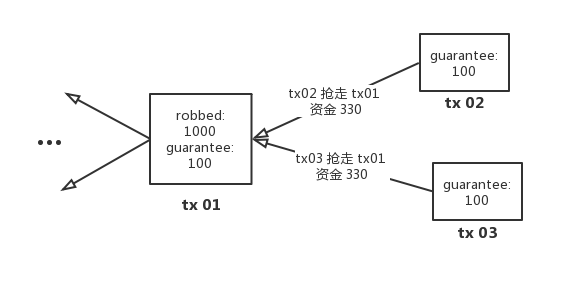 guarantee:
100
tx 02
tx02 抢走 tx01
资金 330
robbed:
1000
guarantee:
100
tx 01
...
tx03 抢走 tx01
资金 330
guarantee:
100
tx 03